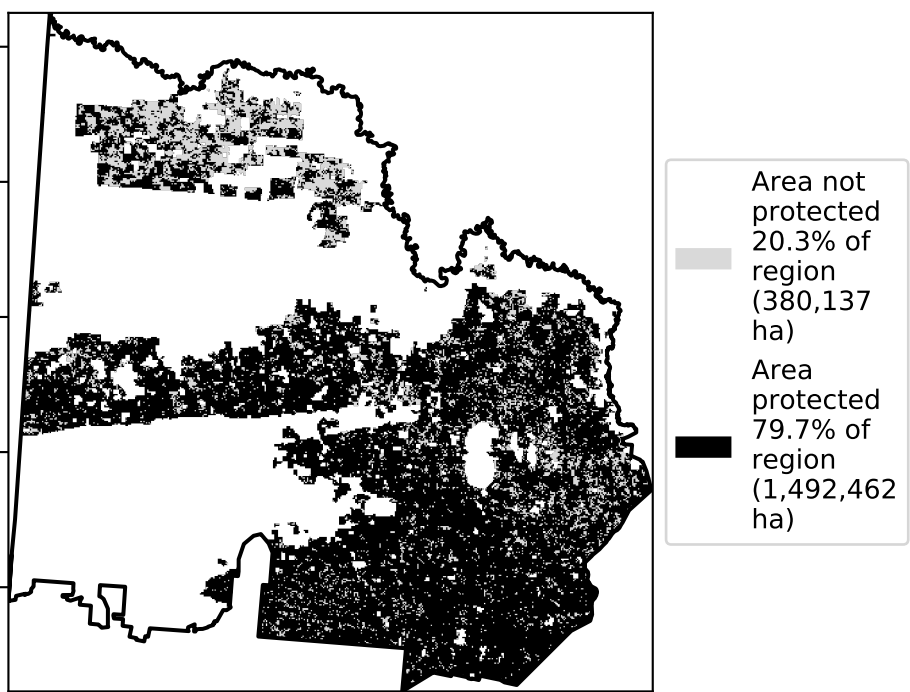 Area not
protected
20.3% of
region
(380,137
ha)
Area
protected
79.7% of
region
(1,492,462
ha)